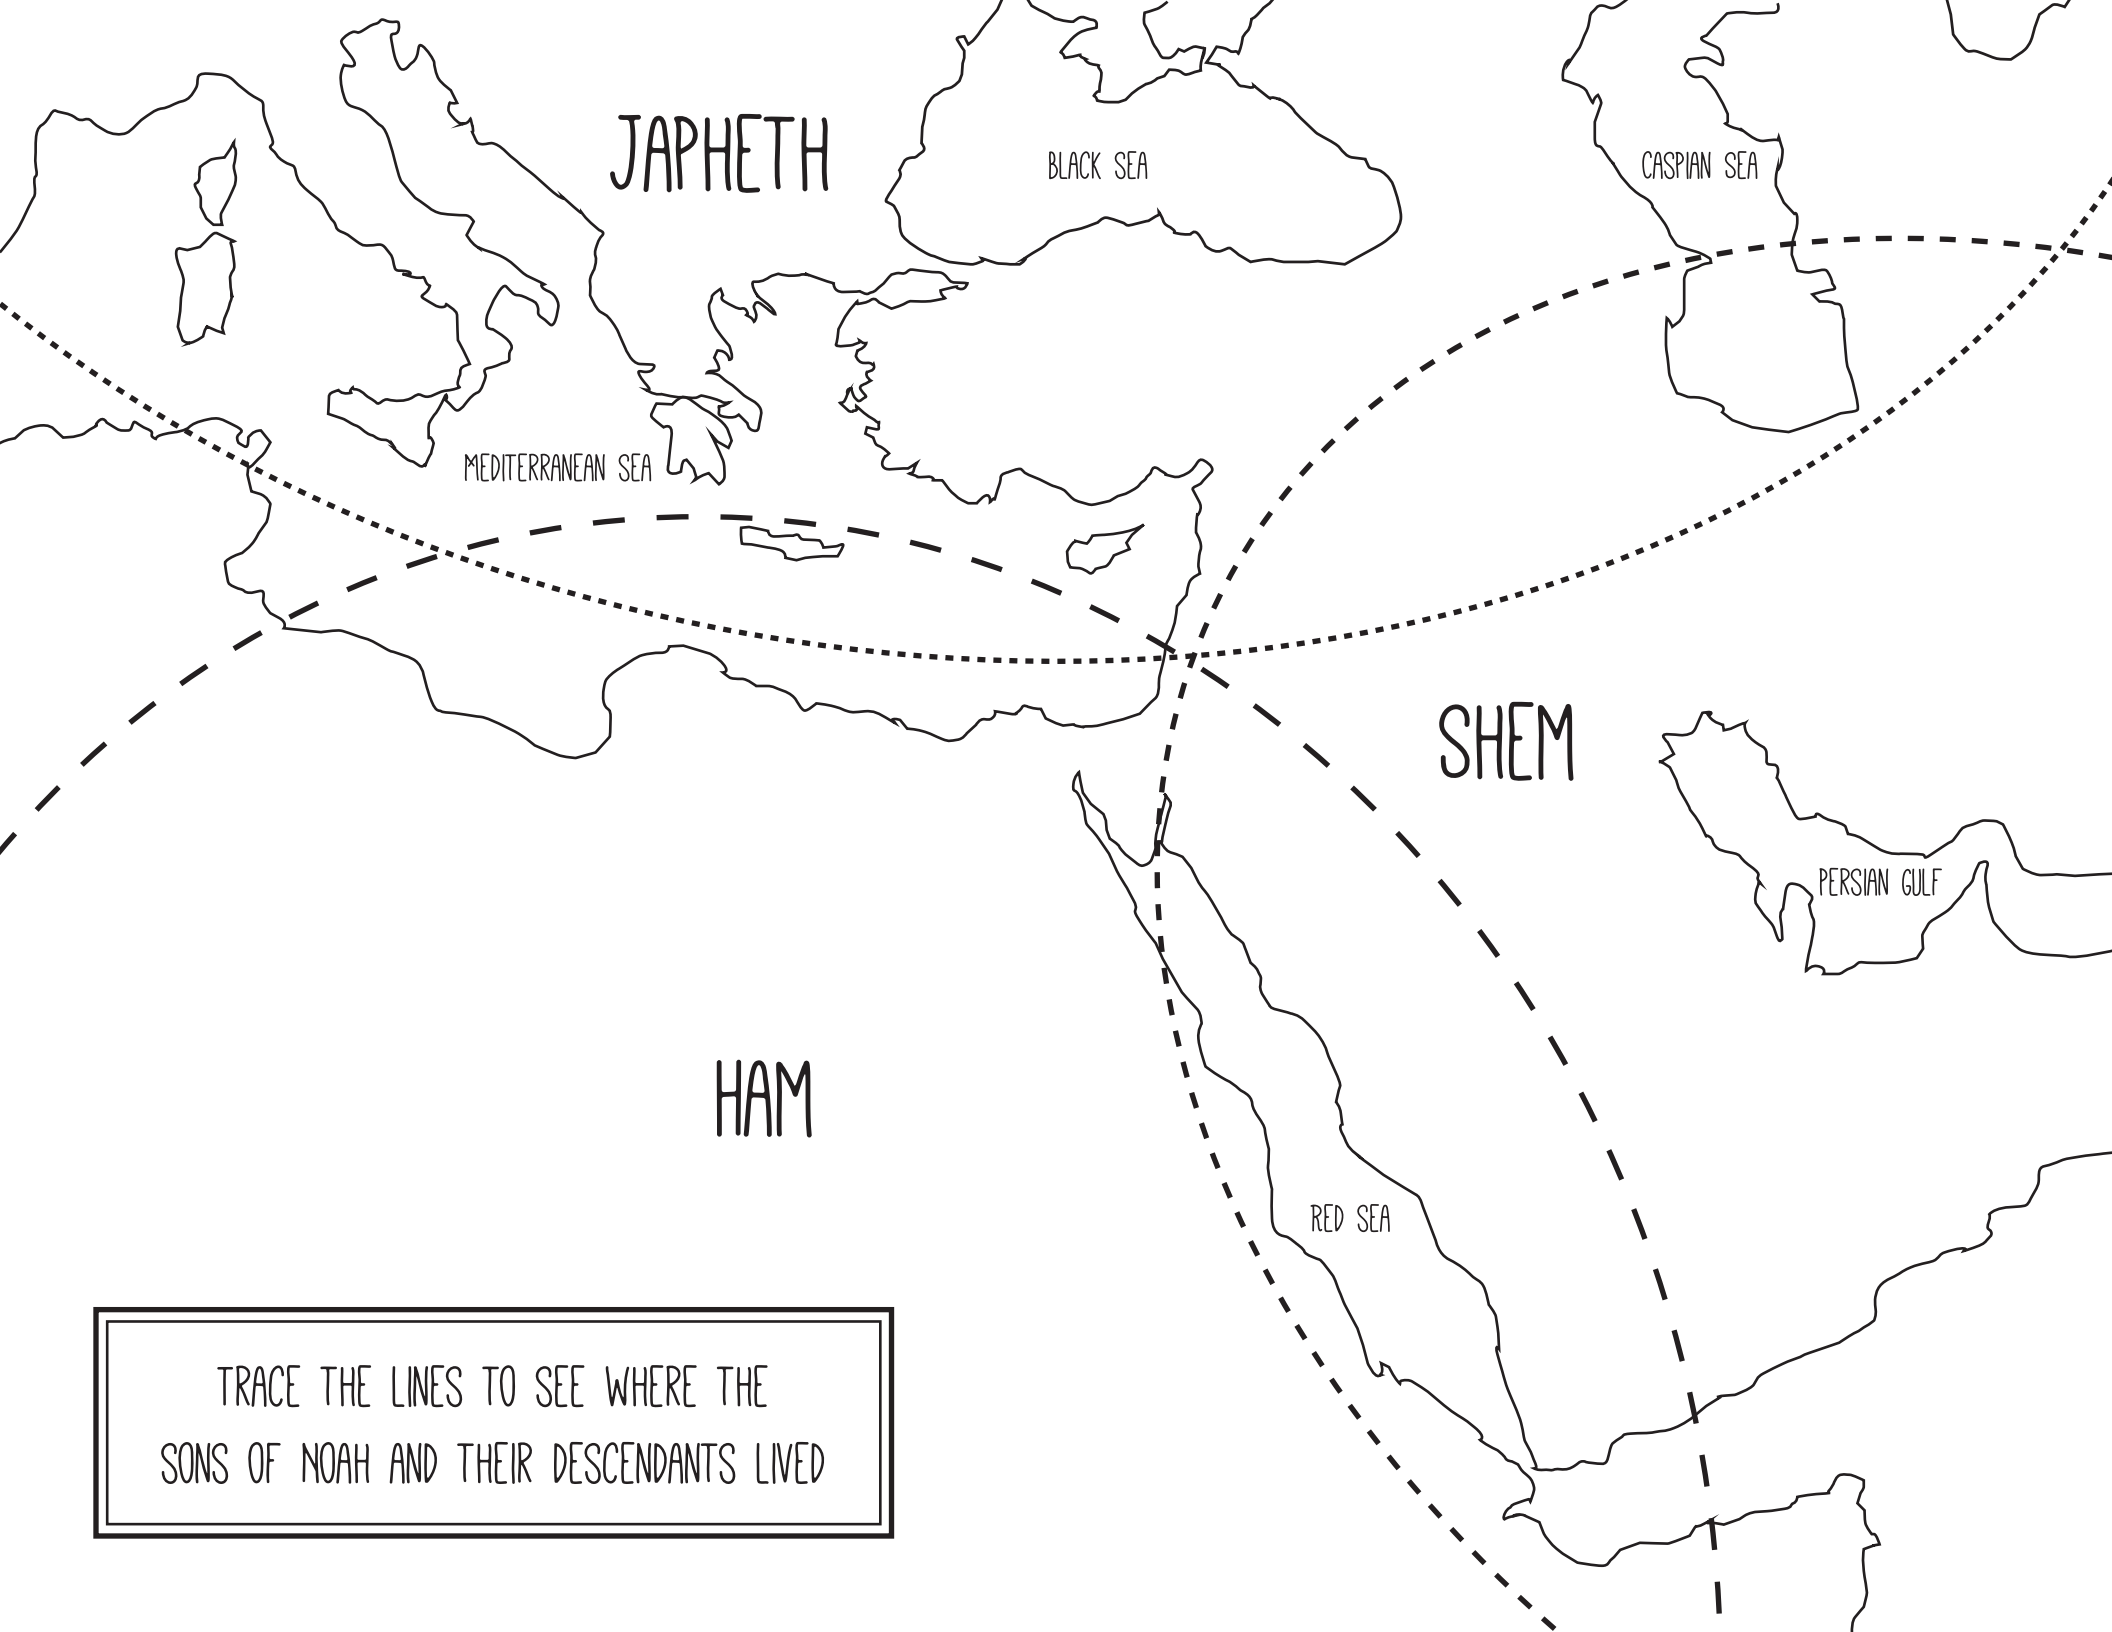 JAPHETH
BLACK SEA
CASPIAN SEA
MEDITERRANEAN SEA
SHEM
PERSIAN GULF
HAM
RED SEA
TRACE THE LINES TO SEE WHERE THE
SONS OF NOAH AND THEIR DESCENDANTS LIVED